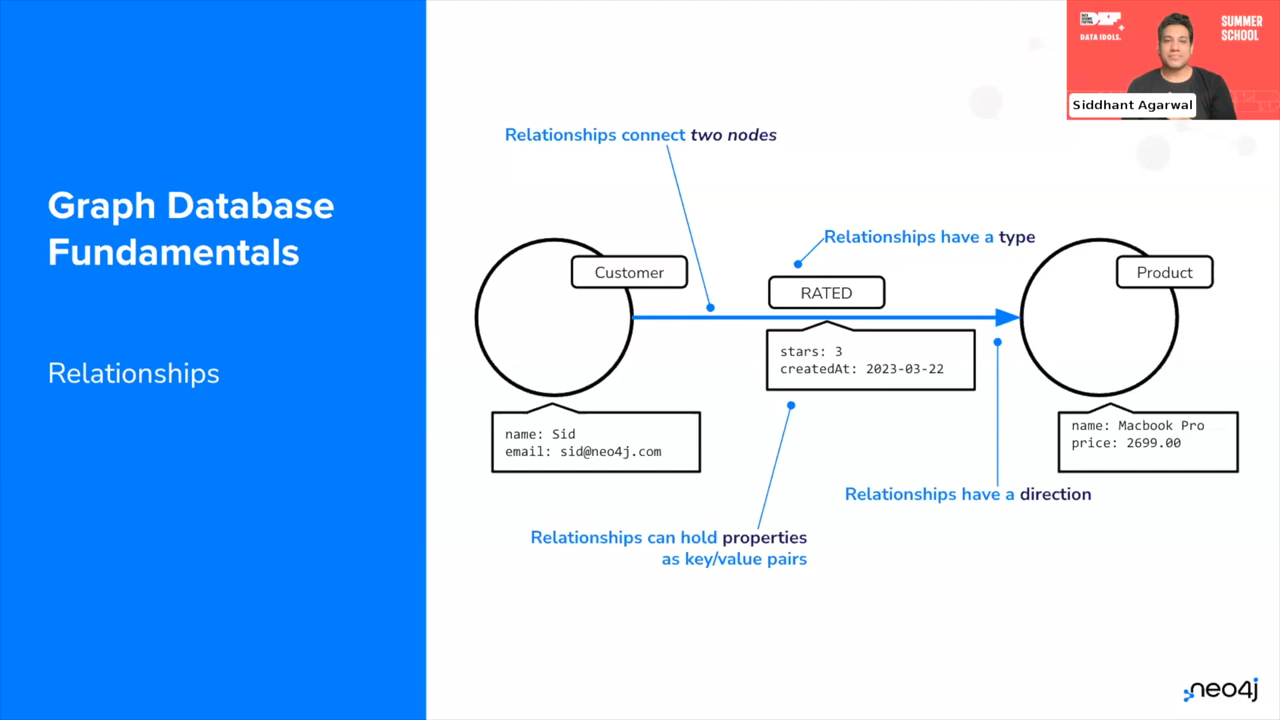 Graph Database
Fundamentals
Relationships
Relationships connect two nodes
Relationships have a type
Customer
RATED
Product
stars: 3
createdAt: 2023-03-22
name: Sid
email: sid@neo4j.com
name: Macbook Pro
price: 2699.00
Relationships have a direction
Relationships can hold properties
as key/value pairs
DATA IDOLS.
SUMMER
SCHOOL
Siddhant Agarwal
neo4j